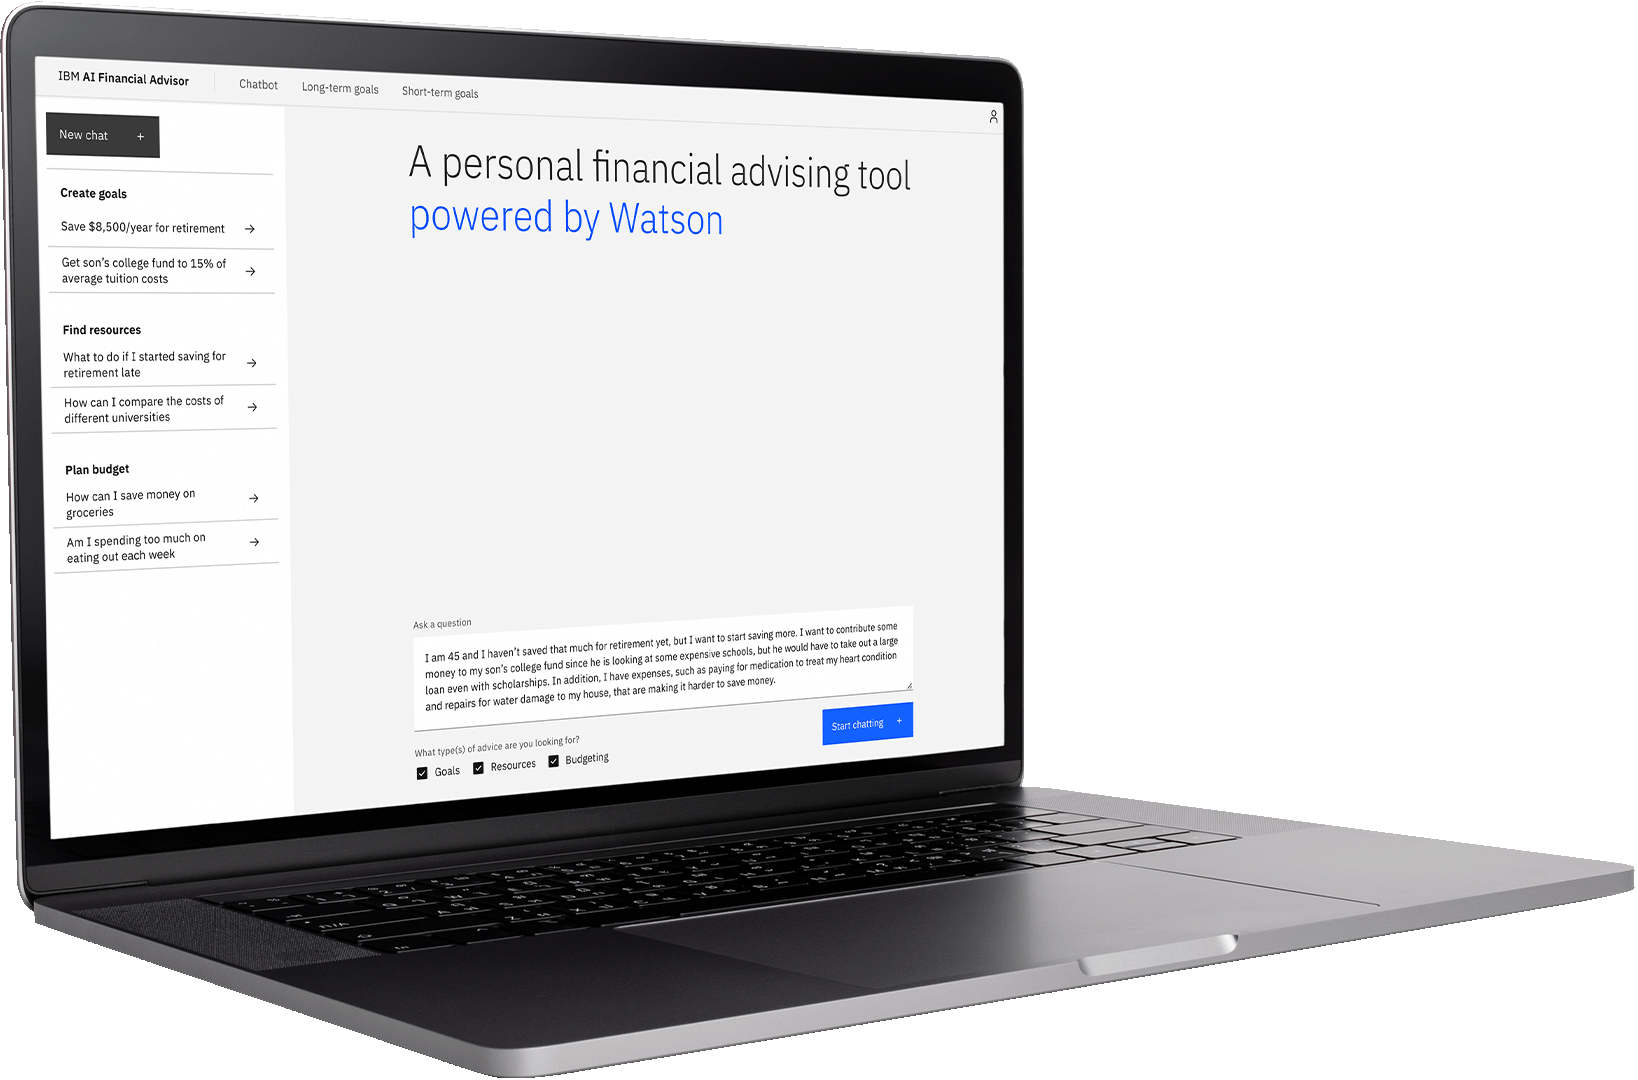 IBM AI Financial Advisor
Chatbot
Long-term goals
Short-term goals
New chat +
Create goals
Save $8,500/year for retirement
Get son's college fund to 15% of
average tuition costs
Find resources
What to do if I started saving for
retirement late
How can I compare the costs of
different universities
Plan budget
How can I save money on
groceries
Am I spending too much on
eating out each week
A personal financial advising tool
powered by Watson
Ask a question
I am 45 and I haven't saved that much for retirement yet, but I want to start saving more. I want to contribute some
money to my son's college fund since he is looking at some expensive schools, but he would have to take out a large
loan even with scholarships. In addition, I have expenses, such as paying for medication to treat my heart condition
and repairs for water damage to my house, that are making it harder to save money.
Start chatting +
What type(s) of advice are you looking for?
Goals
Resources
Budgeting